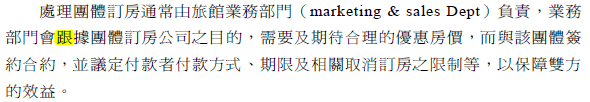 處理團體訂房通常由旅館業務部門（marketing & sales Dept）負責，業務
部門會跟據團體訂房公司之目的，需要及期待合理的優惠房價，而與該團體簽
約合約，並議定付款者付款方式、期限及相關取消訂房之限制等，以保障雙方
的效益。